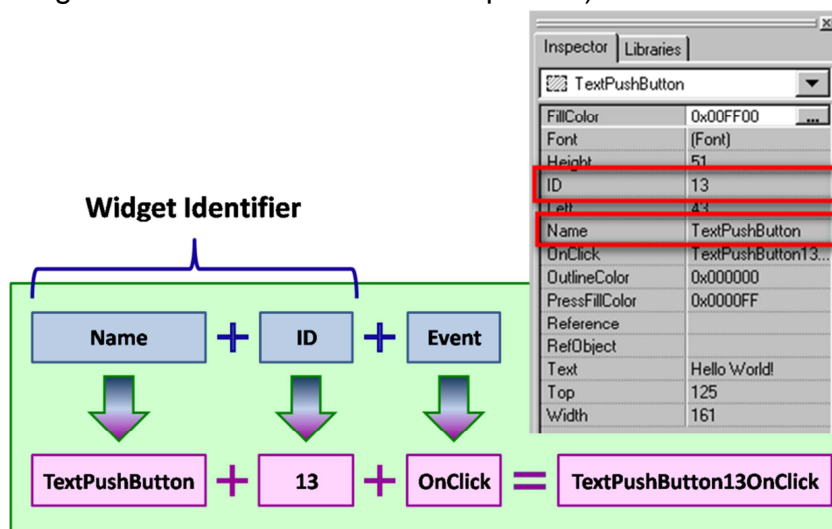 Inspector Libraries
TextPushButton
FillColor 0x00FF00 ...
Font (Font)
Height 51
ID 13
Left 43
Name TextPushButton
OnClick TextPushButton13...
OutlineColor 0x000000
PressFillColor 0x0000FF
Reference
RefObject
Text Hello World!
Top 125
Width 161
Widget Identifier
Name + ID + Event
TextPushButton + 13 + OnClick = TextPushButton13OnClick